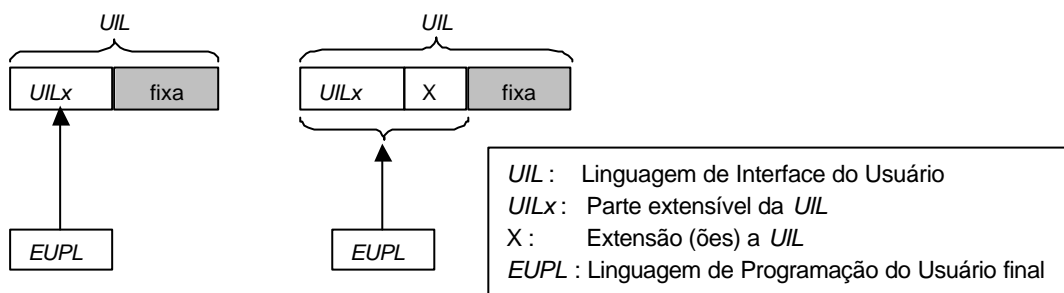 UIL
UIL
UILx fixa
UILx X fixa
EUPL
EUPL
UIL : Linguagem de Interface do Usuário
UILx : Parte extensível da UIL
X : Extensão (ões) a UIL
EUPL : Linguagem de Programação do Usuário final